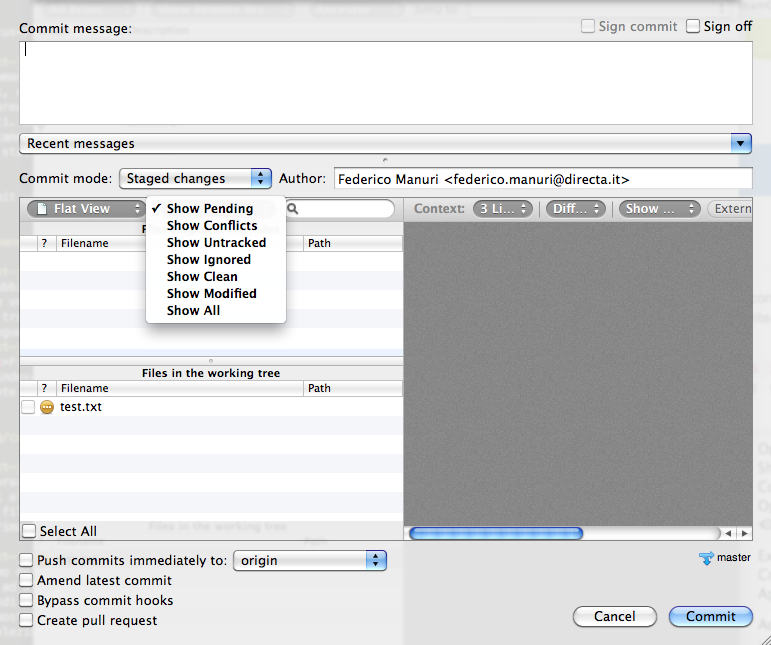 Commit message:
Sign commit
Sign off
Recent messages
Commit mode: Staged changes Author: Federico Manuri <federico.manuri@directa.it>
Flat View
Show Pending
Show Conflicts
Show Untracked
Show Ignored
Show Clean
Show Modified
Show All
Context: 3 Li... Diff... Show ... Extern
? Filename Path
Files in the working tree
? Filename Path
test.txt
Select All
Push commits immediately to: origin
master
Amend latest commit
Bypass commit hooks
Create pull request
Cancel
Commit